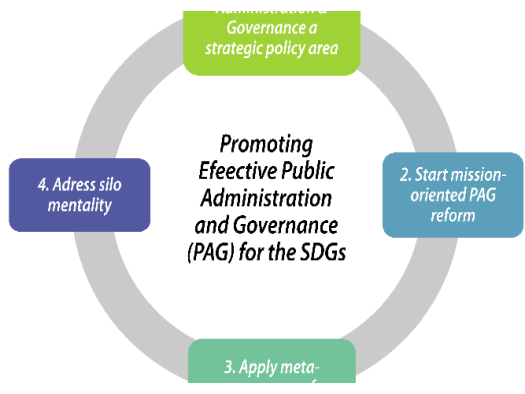 Administration &
Governance a
strategic policy area
Promoting
Efeective Public
Administration
and Governance
(PAG) for the SDGs
2. Start mission-
oriented PAG
reform
3. Apply meta-
4. Adress silo
mentality